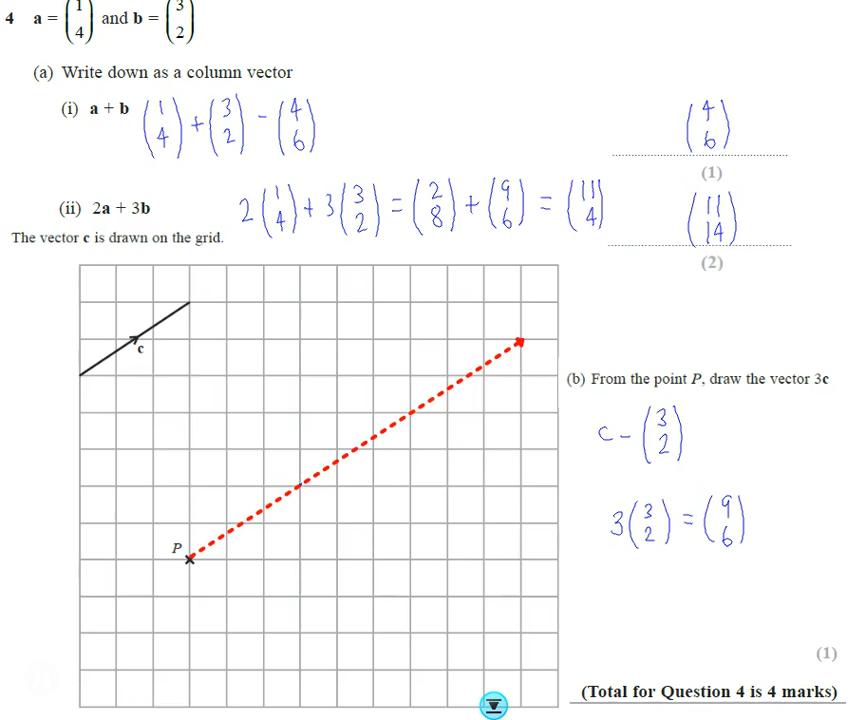 4 a = (1 4) and b = (3 2)
(a) Write down as a column vector
(i) a + b (1 4) + (3 2) - (4 6) (4 6)
(1)
(ii) 2a + 3b 2(1 4) + 3(3 2) = (2 8) + (9 6) = (11 4) (11 14)
The vector c is drawn on the grid.
(2)
c
(b) From the point P, draw the vector 3c
c - (3 2)
3(3 2) = (9 6)
P
(1)
(Total for Question 4 is 4 marks)